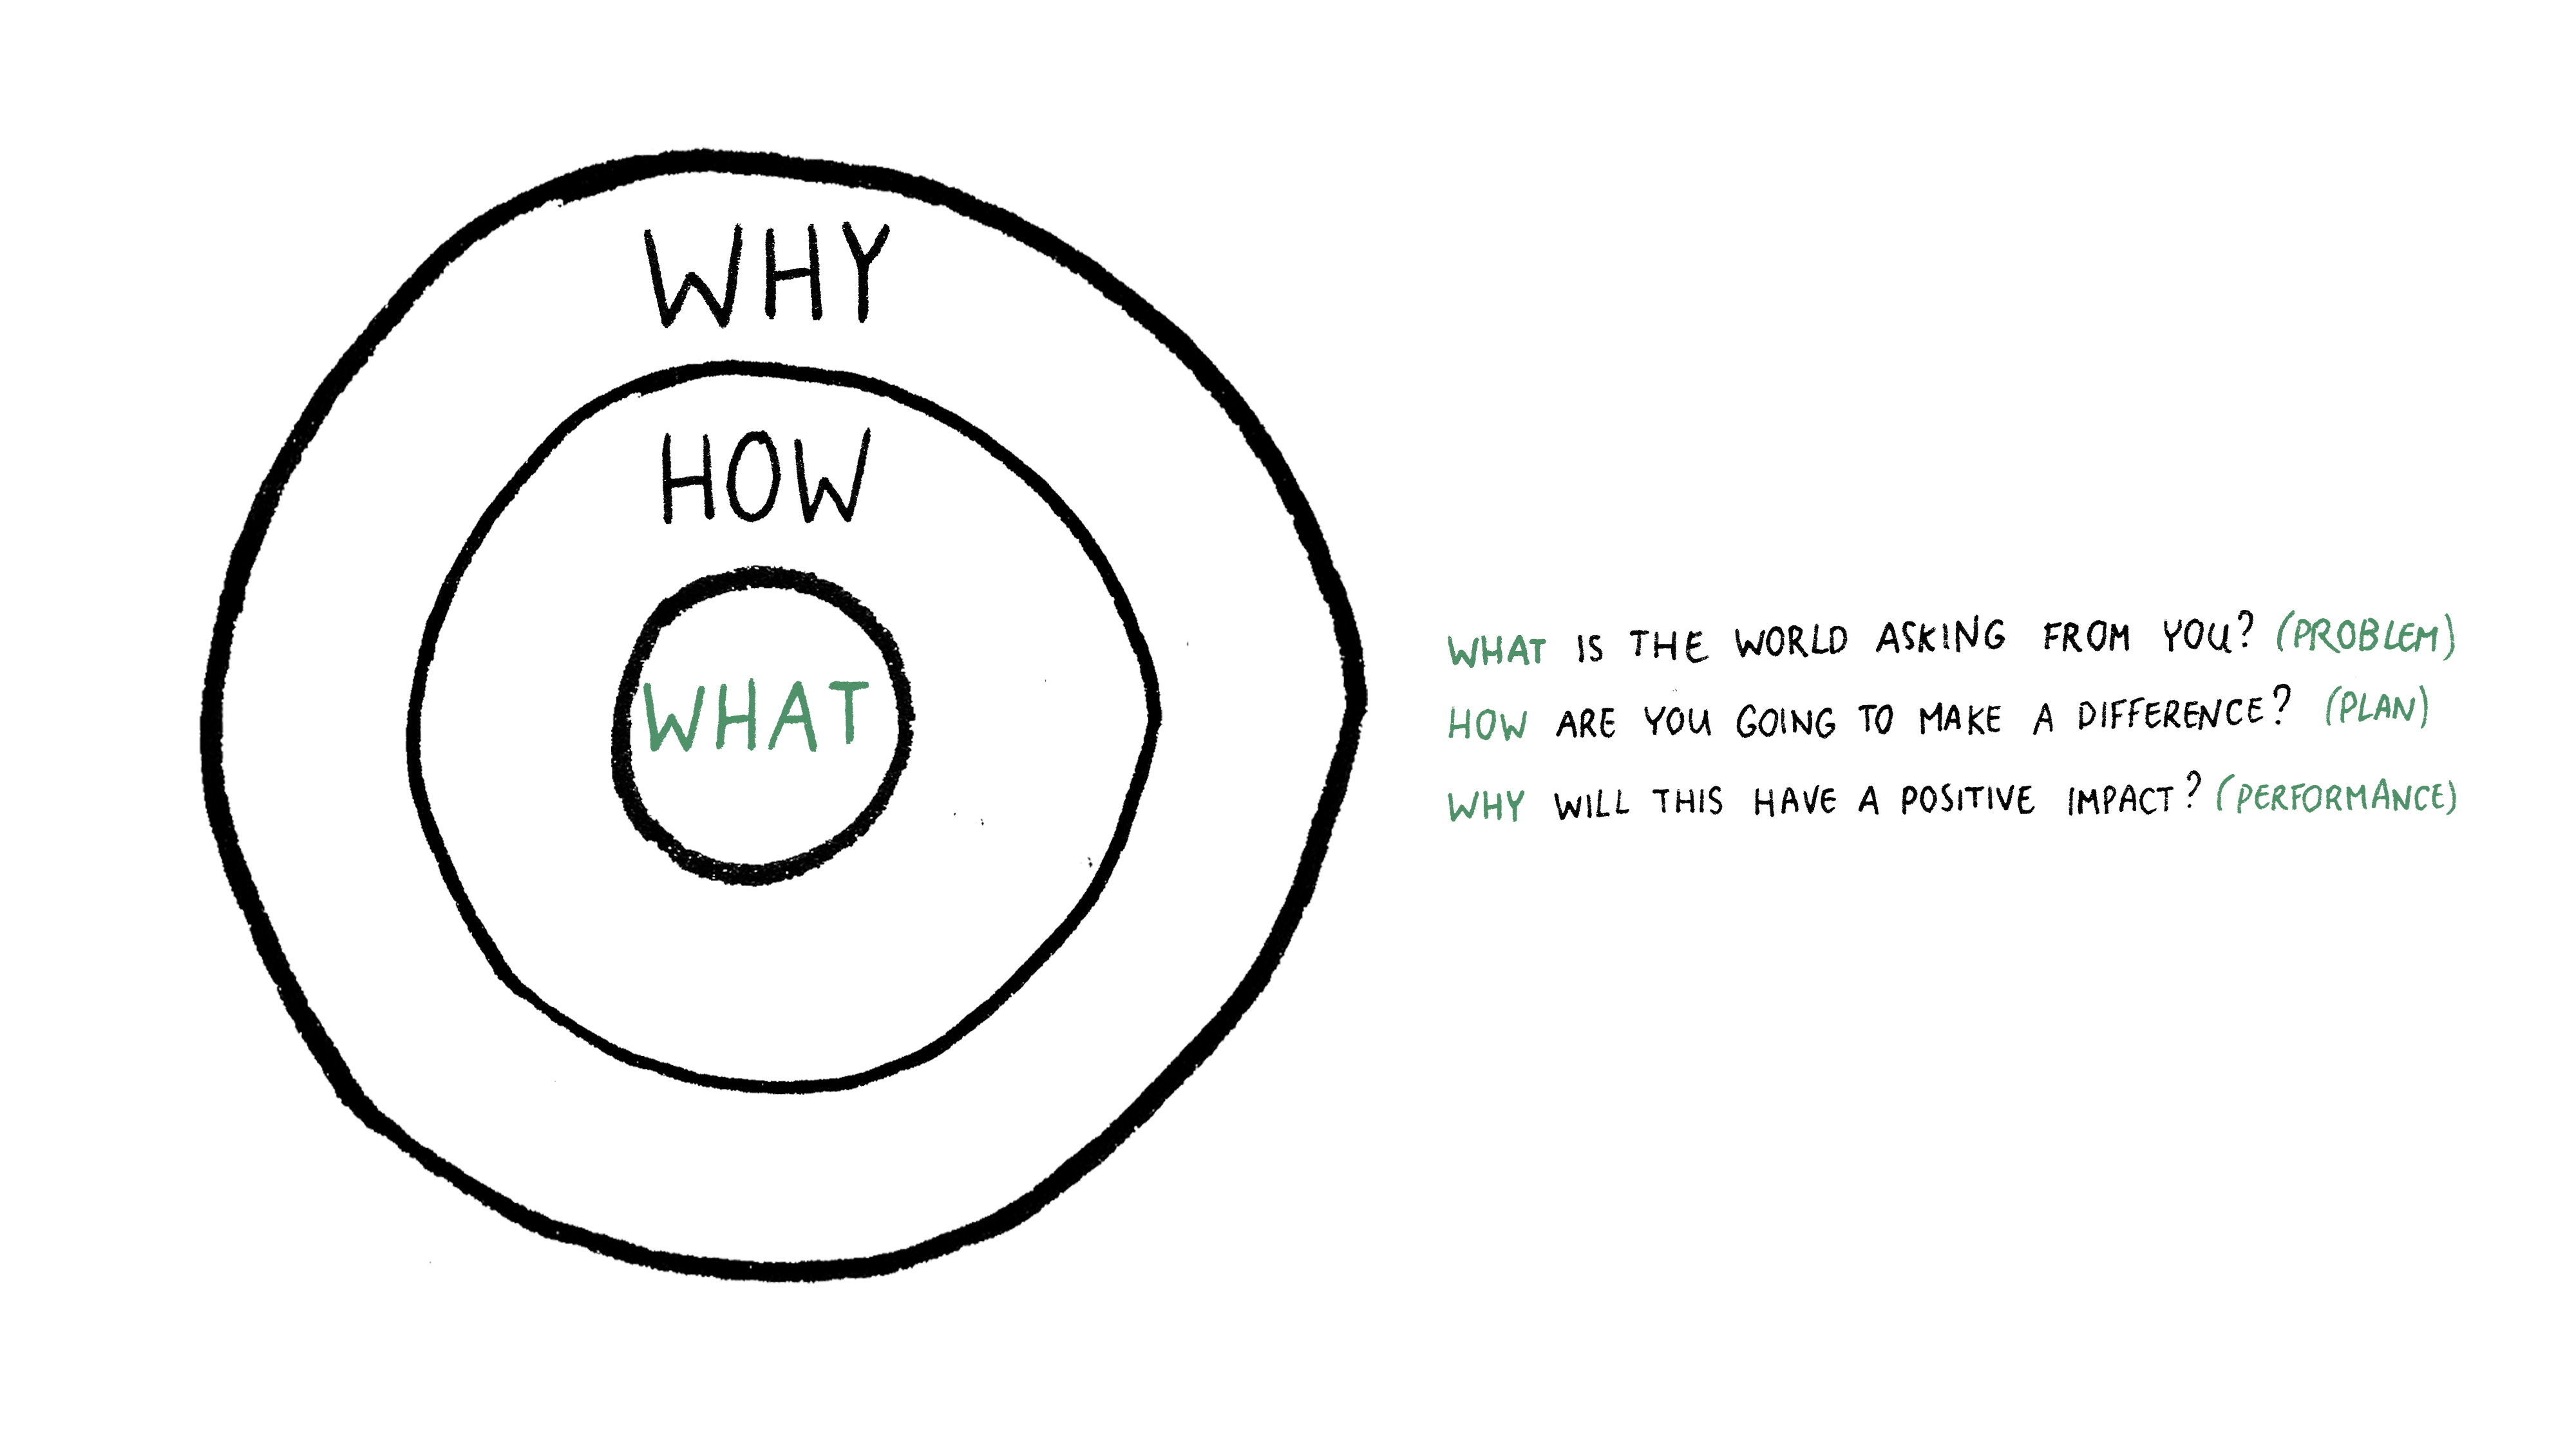 WHY
HOW
WHAT
WHAT IS THE WORLD ASKING FROM YOU? (PROBLEM)
HOW ARE YOU GOING TO MAKE A DIFFERENCE? (PLAN)
WHY WILL THIS HAVE A POSITIVE IMPACT? (PERFORMANCE)